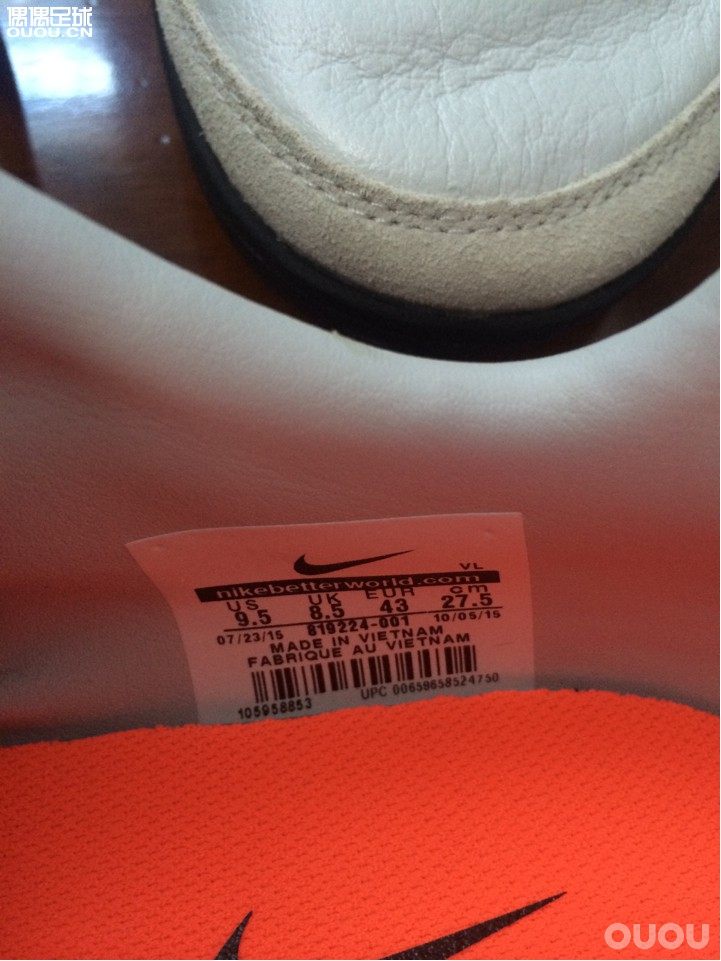 偶偶足球
OUOU.CN
VL
nikebetterworld.com
US UK EUR cm
9.5 8.5 43 27.5
07/23/15 819224-001 10/05/15
MADE IN VIETNAM
FABRIQUE AU VIETNAM
105958853 UPC 00658658524750
OUOU